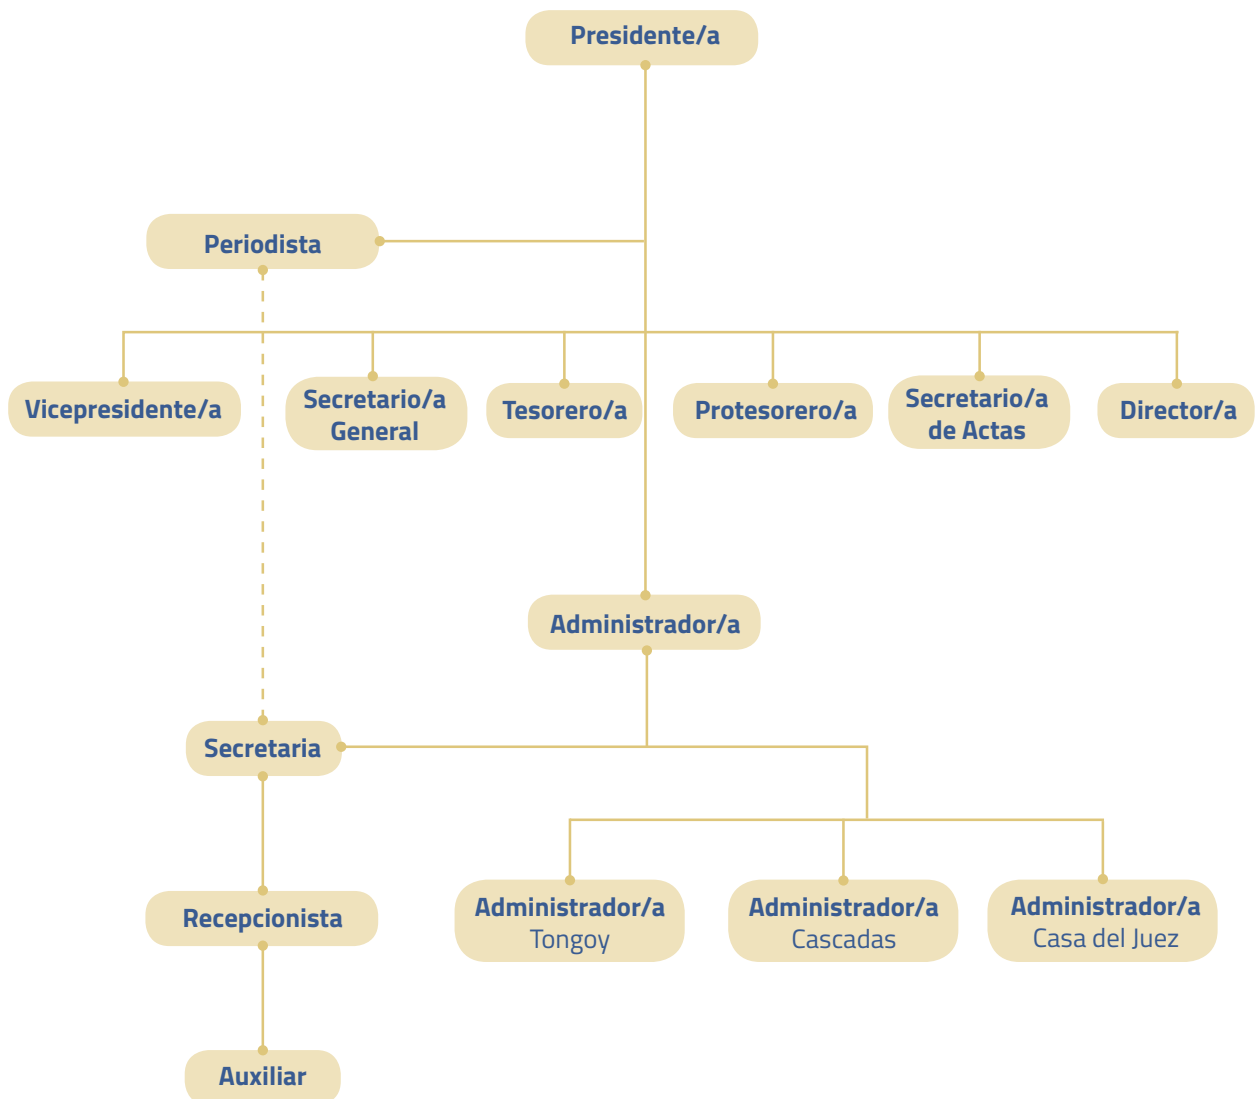 Presidente/a
Periodista
Vicepresidente/a
Secretario/a
General
Tesorero/a
Protesorero/a
Secretario/a
de Actas
Director/a
Administrador/a
Secretaria
Recepcionista
Administrador/a
Tongoy
Administrador/a
Cascadas
Administrador/a
Casa del Juez
Auxiliar